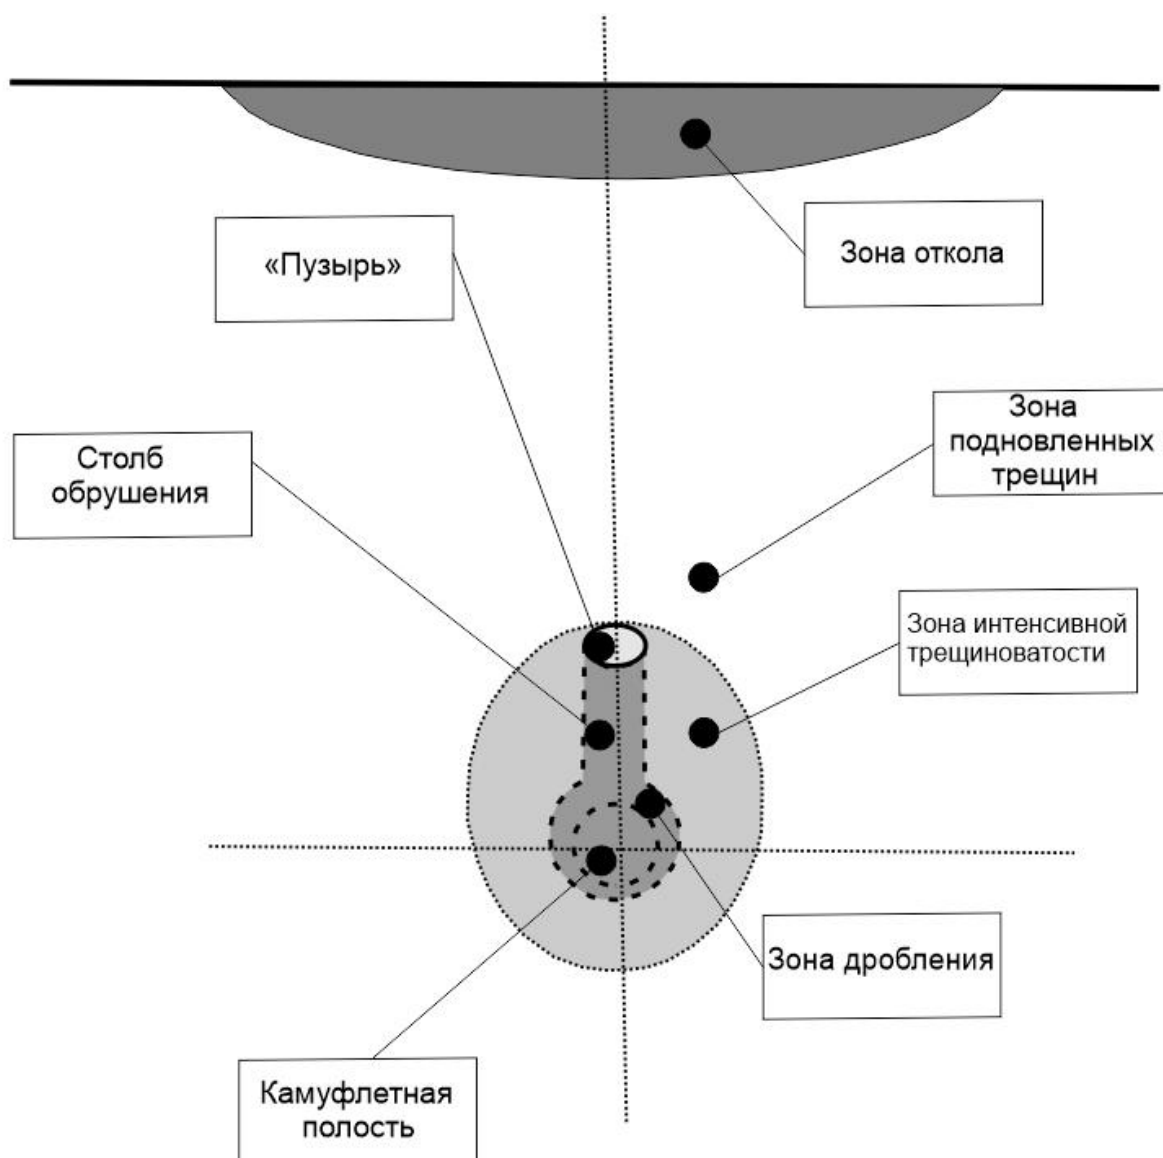 Зона откола
«Пузырь»
Зона
подновленных
трещин
Столб
обрушения
Зона интенсивной
трещиноватости
Зона дробления
Камуфлетная
полость